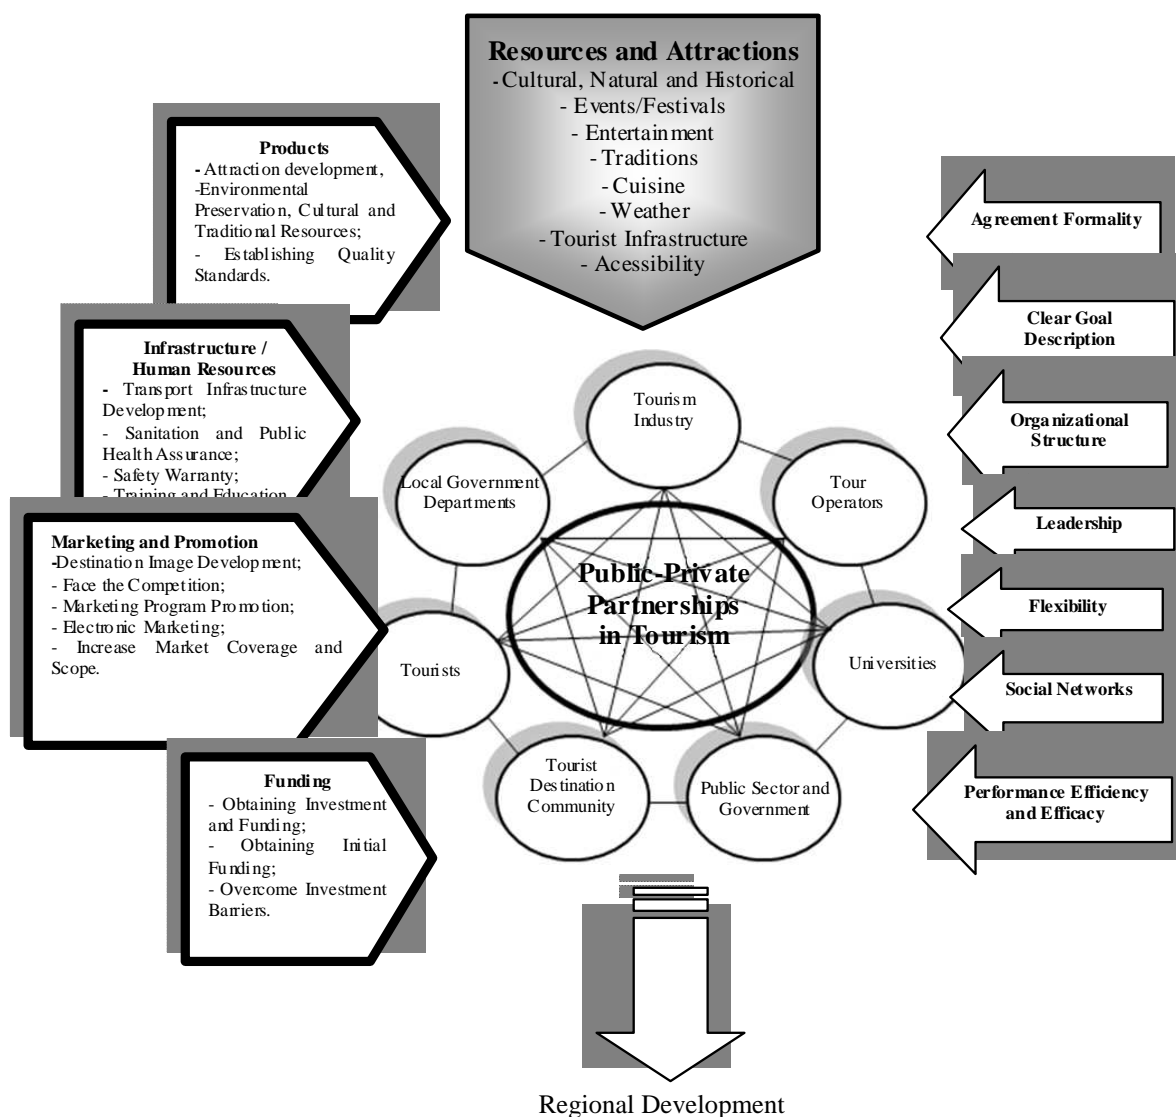 Resources and Attractions
- Cultural, Natural and Historical
- Events/Festivals
- Entertainment
- Traditions
- Cuisine
- Weather
- Tourist Infrastructure
- Acessibility
Products
- Attraction development,
-Environmental
Preservation, Cultural and
Traditional Resources;
- Establishing Quality
Standards.
Infrastructure /
Human Resources
- Transport Infrastructure
Development;
- Sanitation and Public
Health Assurance;
- Safety Warranty;
- Training and Education
Marketing and Promotion
-Destination Image Development;
- Face the Competition;
- Marketing Program Promotion;
- Electronic Marketing;
- Increase Market Coverage and
Scope.
Funding
- Obtaining Investment
and Funding;
- Obtaining Initial
Funding;
- Overcome Investment
Barriers.
Tourism
Industry
Local Government
Departments
Tour
Operators
Public-Private
Partnerships
in Tourism
Tourists
Universities
Tourist
Destination
Community
Public Sector and
Government
Agreement Formality
Clear Goal
Description
Organizational
Structure
Leadership
Flexibility
Social Networks
Performance Efficiency
and Efficacy
Regional Development